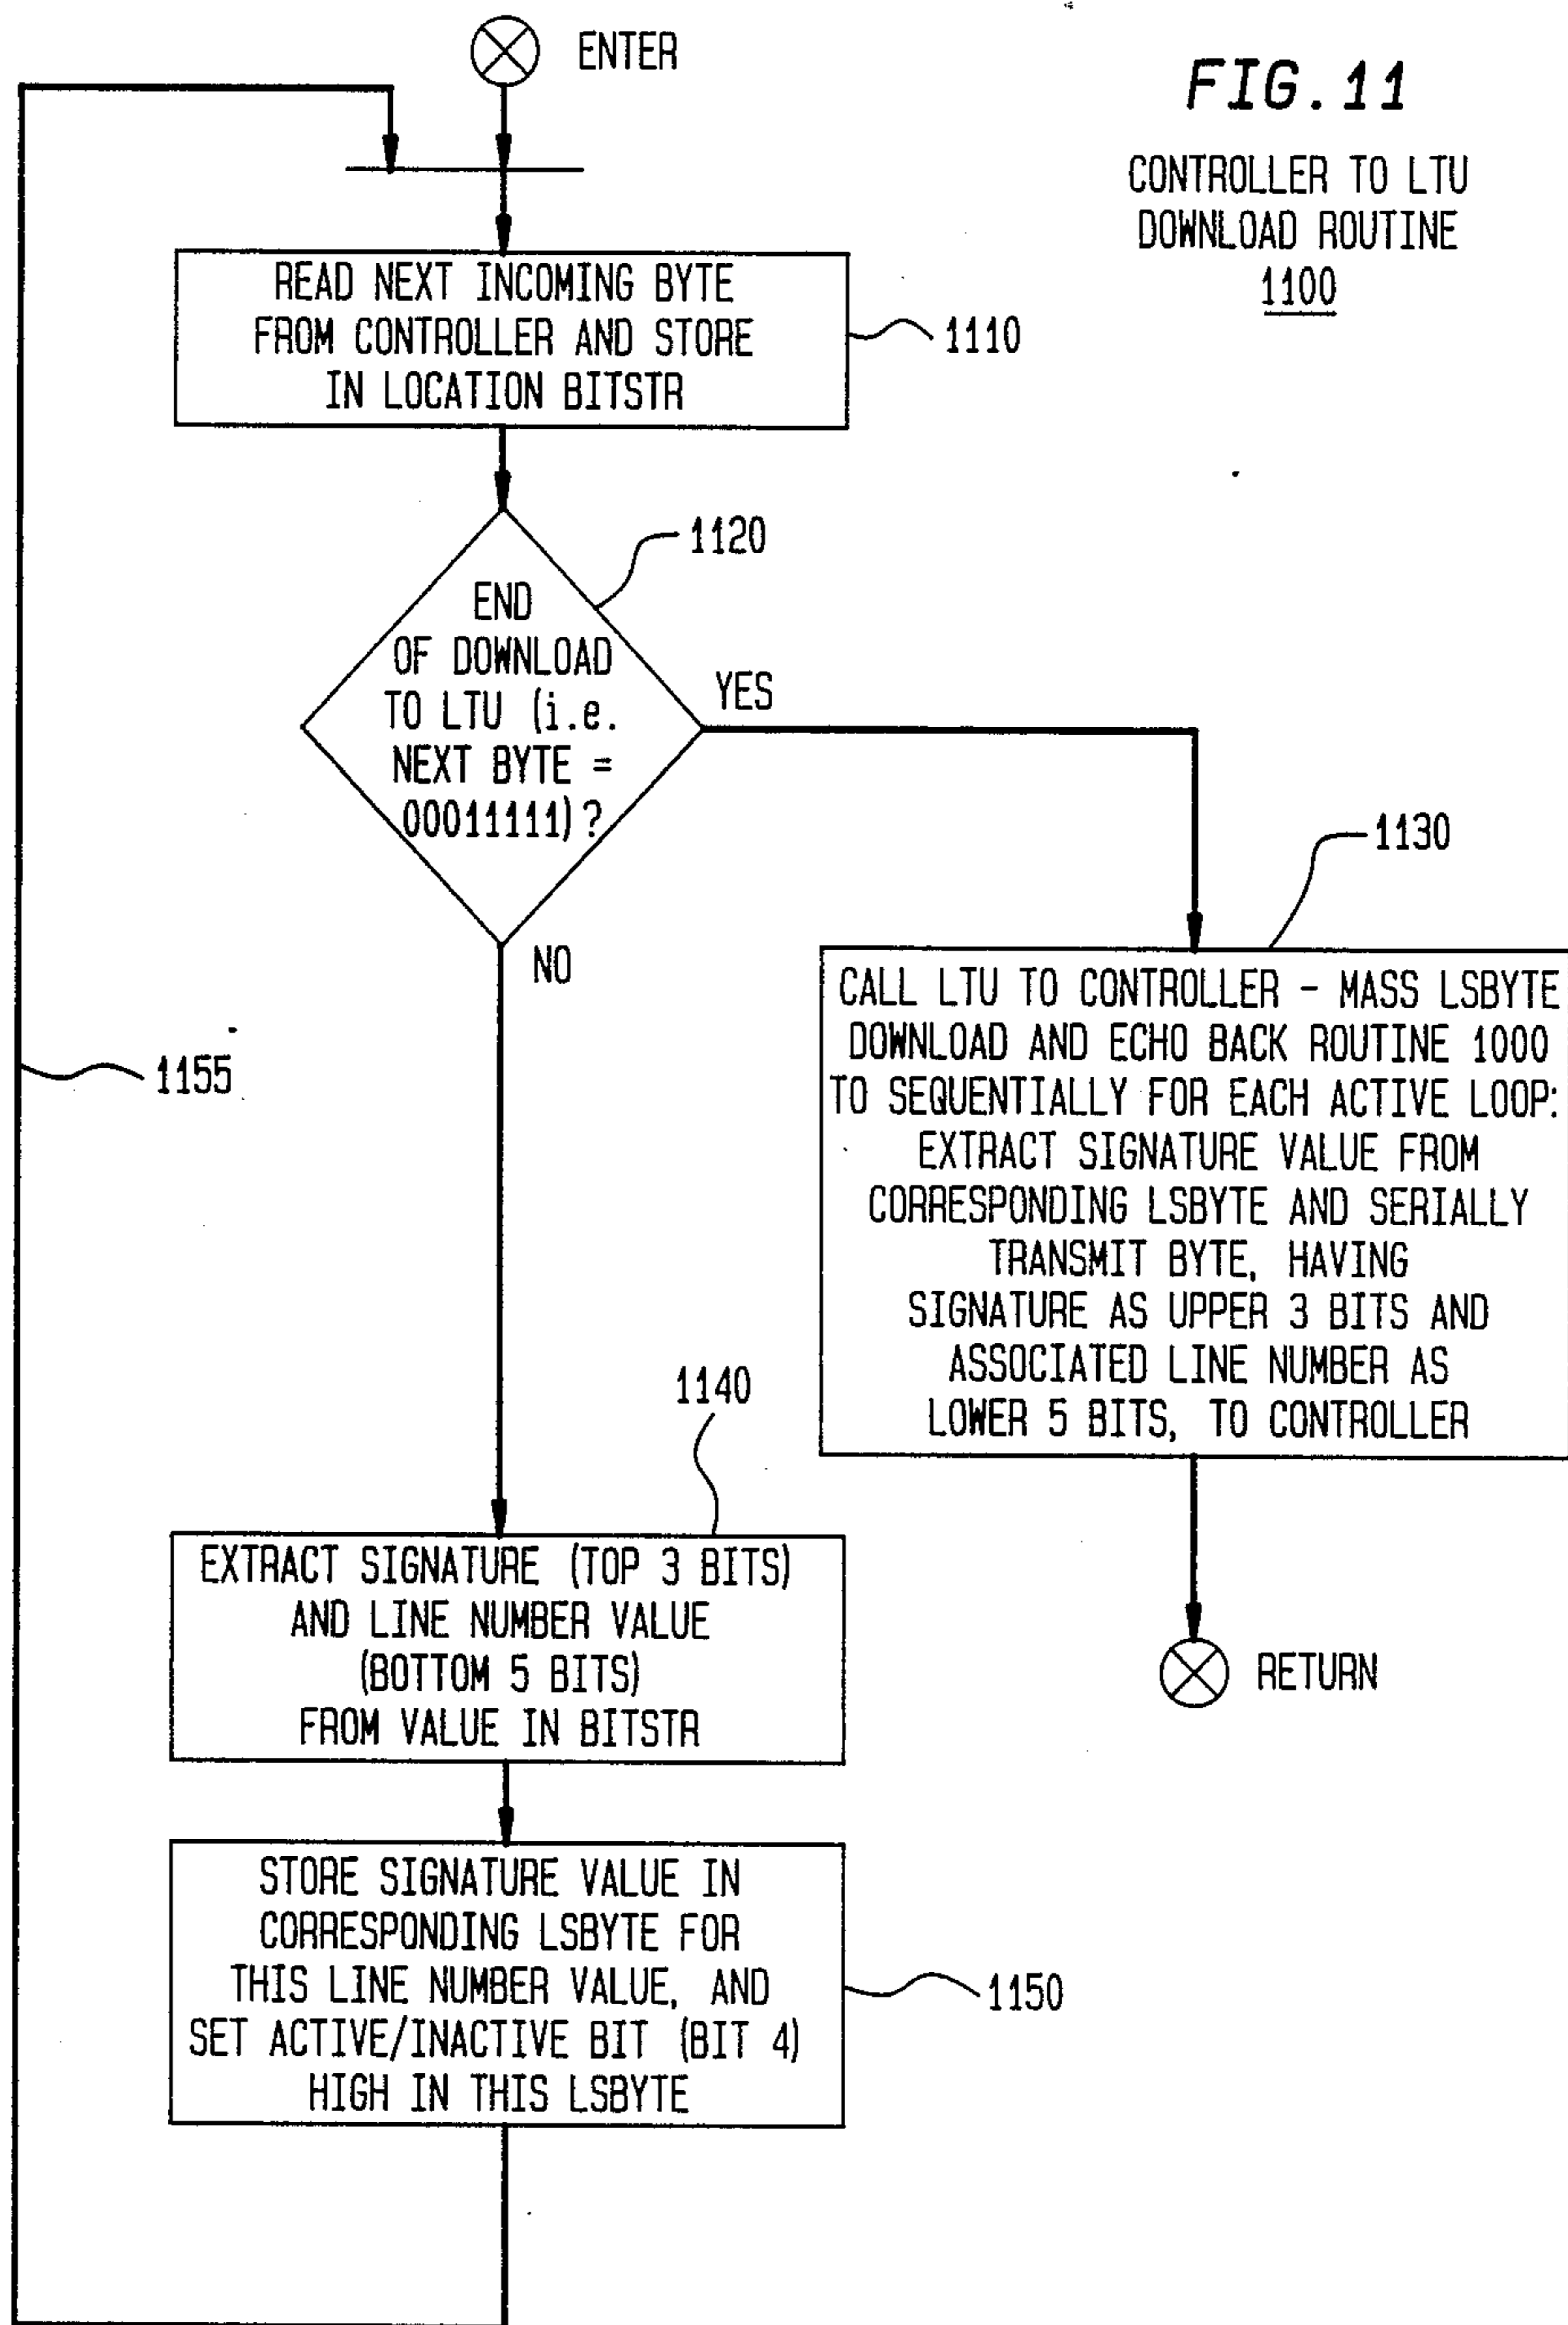 ENTER
FIG. 11
CONTROLLER TO LTU
DOWNLOAD ROUTINE
1100
READ NEXT INCOMING BYTE
FROM CONTROLLER AND STORE
IN LOCATION BITSTR
1110
1120
END
OF DOWNLOAD
TO LTU (i.e.
NEXT BYTE =
00011111)?
YES
NO
1130
CALL LTU TO CONTROLLER - MASS LSBYTE
DOWNLOAD AND ECHO BACK ROUTINE 1000
TO SEQUENTIALLY FOR EACH ACTIVE LOOP:
EXTRACT SIGNATURE VALUE FROM
CORRESPONDING LSBYTE AND SERIALLY
TRANSMIT BYTE, HAVING
SIGNATURE AS UPPER 3 BITS AND
ASSOCIATED LINE NUMBER AS
LOWER 5 BITS, TO CONTROLLER
1155
1140
EXTRACT SIGNATURE (TOP 3 BITS)
AND LINE NUMBER VALUE
(BOTTOM 5 BITS)
FROM VALUE IN BITSTR
RETURN
STORE SIGNATURE VALUE IN
CORRESPONDING LSBYTE FOR
THIS LINE NUMBER VALUE, AND
SET ACTIVE/INACTIVE BIT (BIT 4)
HIGH IN THIS LSBYTE
1150